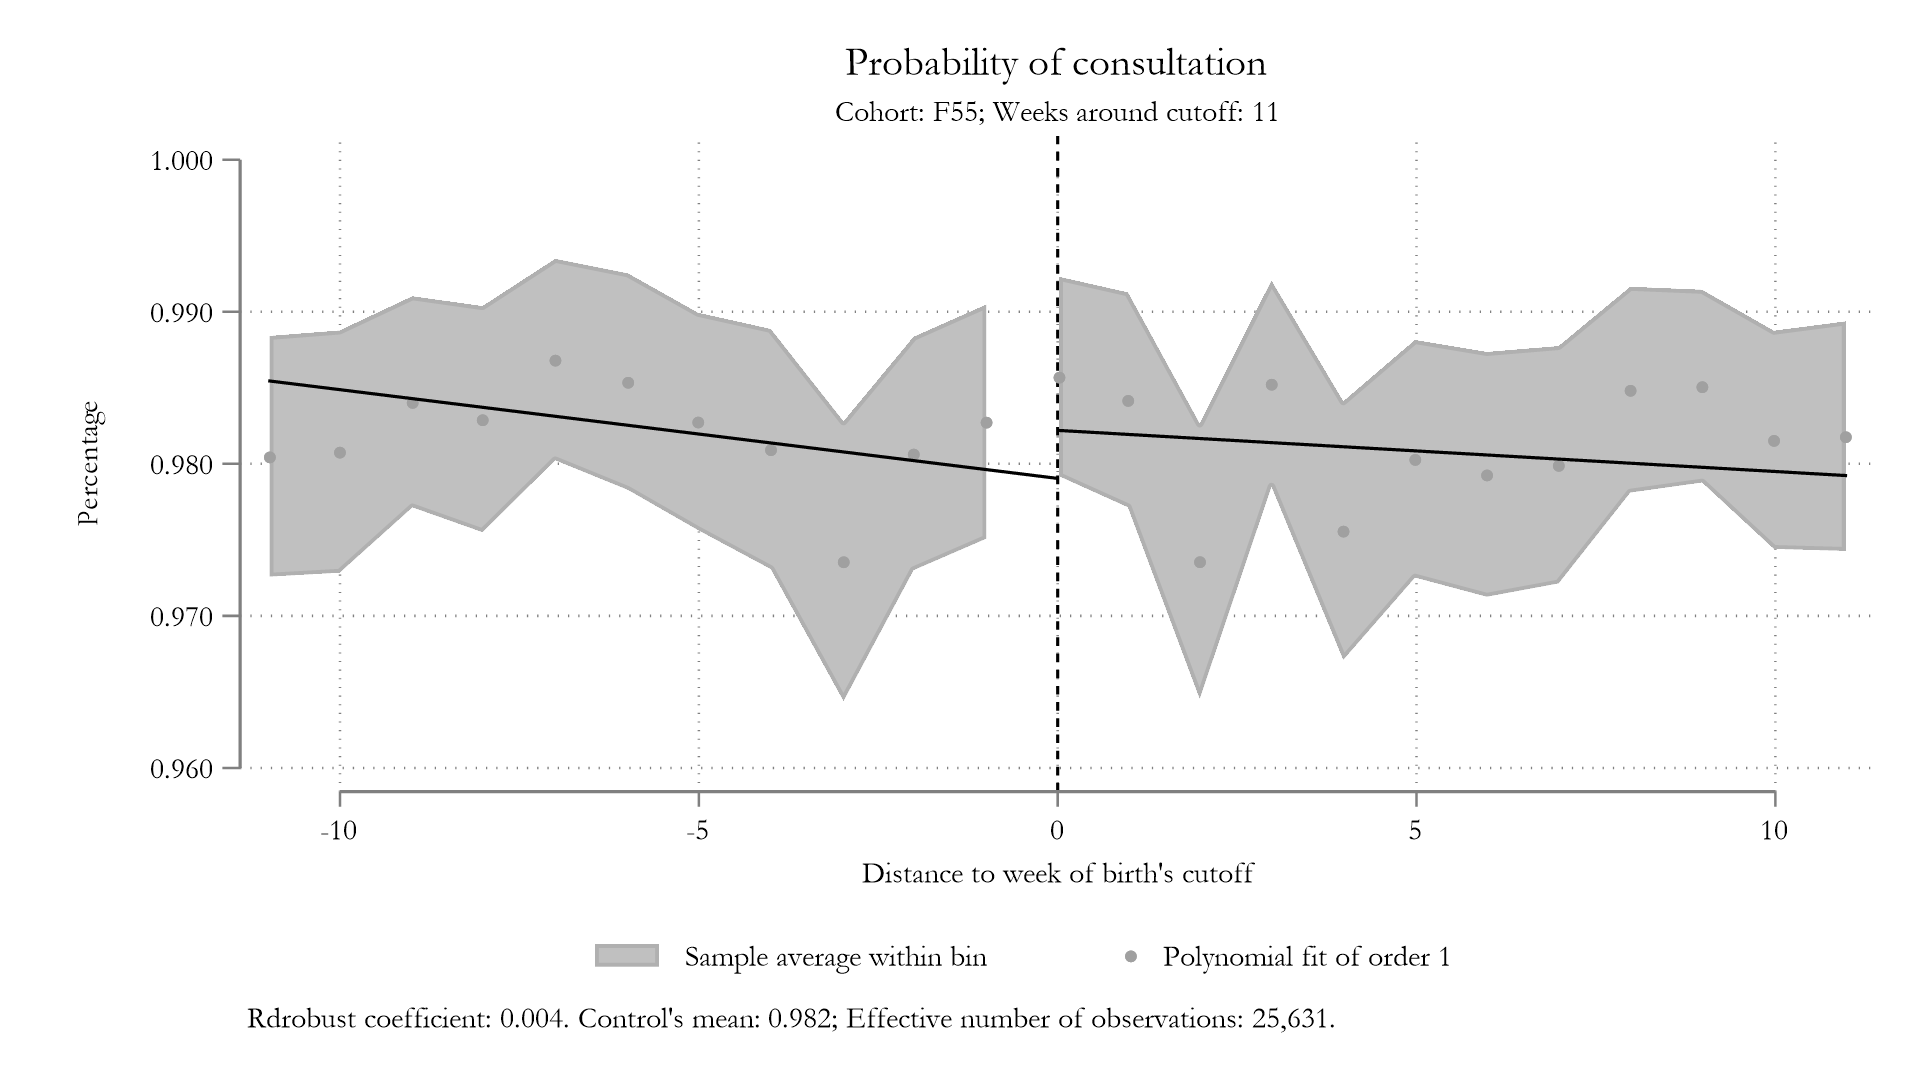 Probability of consultation
Cohort: F55; Weeks around cutoff: 11
1.000
0.990
0.980
0.970
0.960
Percentage
-10 -5 0 5 10
Distance to week of birth's cutoff
Sample average within bin Polynomial fit of order 1
Rdrobust coefficient: 0.004. Control's mean: 0.982; Effective number of observations: 25,631.